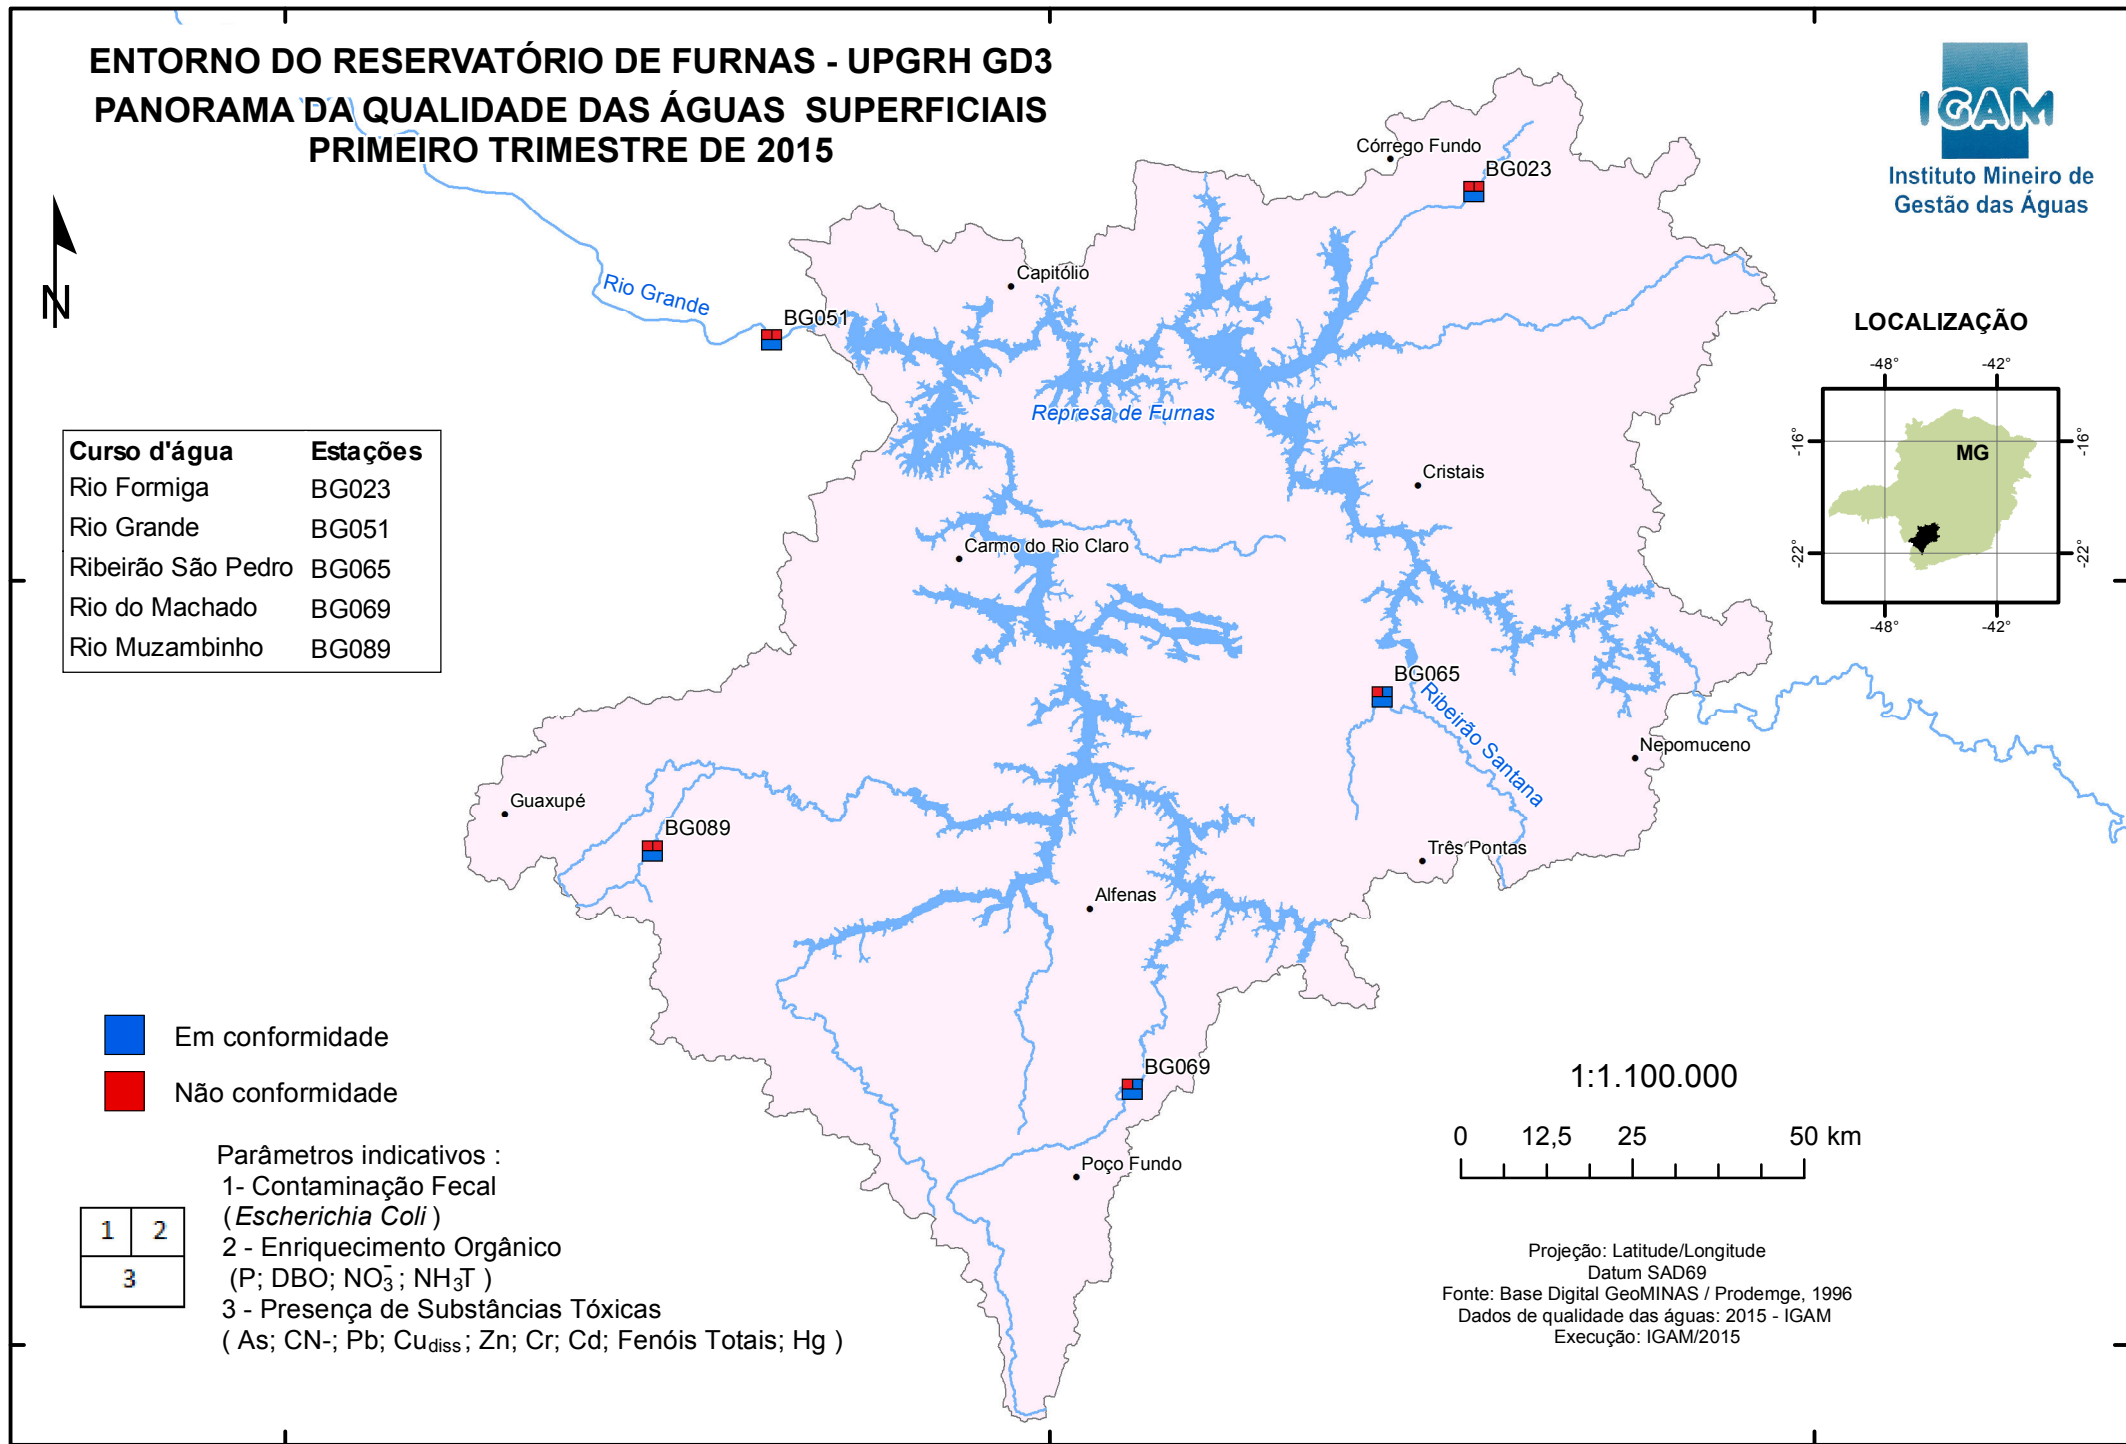 ENTORNO DO RESERVATÓRIO DE FURNAS - UPGRH GD3
PANORAMA DA QUALIDADE DAS ÁGUAS SUPERFICIAIS
PRIMEIRO TRIMESTRE DE 2015
IGAM
Instituto Mineiro de
Gestão das Águas
N
Córrego Fundo
BG023
Capitólio
Rio Grande
BG051
Represa de Furnas
Cristais
Carmo do Rio Claro
BG065
Ribeirão Santana
Nepomuceno
Guaxupé
BG089
Três Pontas
Alfenas
BG069
Poço Fundo
LOCALIZAÇÃO
-48° -42°
-16° -16°
MG
-22° -22°
-48° -42°
Curso d'água Estações
Rio Formiga BG023
Rio Grande BG051
Ribeirão São Pedro BG065
Rio do Machado BG069
Rio Muzambinho BG089
Em conformidade
Não conformidade
Parâmetros indicativos :
1- Contaminação Fecal
(Escherichia Coli )
2 - Enriquecimento Orgânico
(P; DBO; NO₃⁻; NH₃T )
3 - Presença de Substâncias Tóxicas
( As; CN-; Pb; Cudiss; Zn; Cr; Cd; Fenóis Totais; Hg )
1 2
3
1:1.100.000
0 12,5 25 50 km
Projeção: Latitude/Longitude
Datum SAD69
Fonte: Base Digital GeoMINAS / Prodemge, 1996
Dados de qualidade das águas: 2015 - IGAM
Execução: IGAM/2015